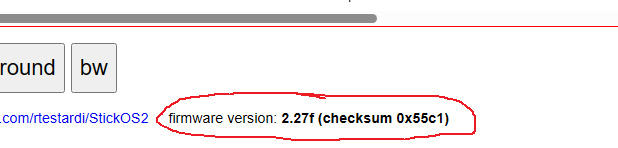 round bw
.com/rtestardi/StickOS2 firmware version: 2.27f (checksum 0x55c1)